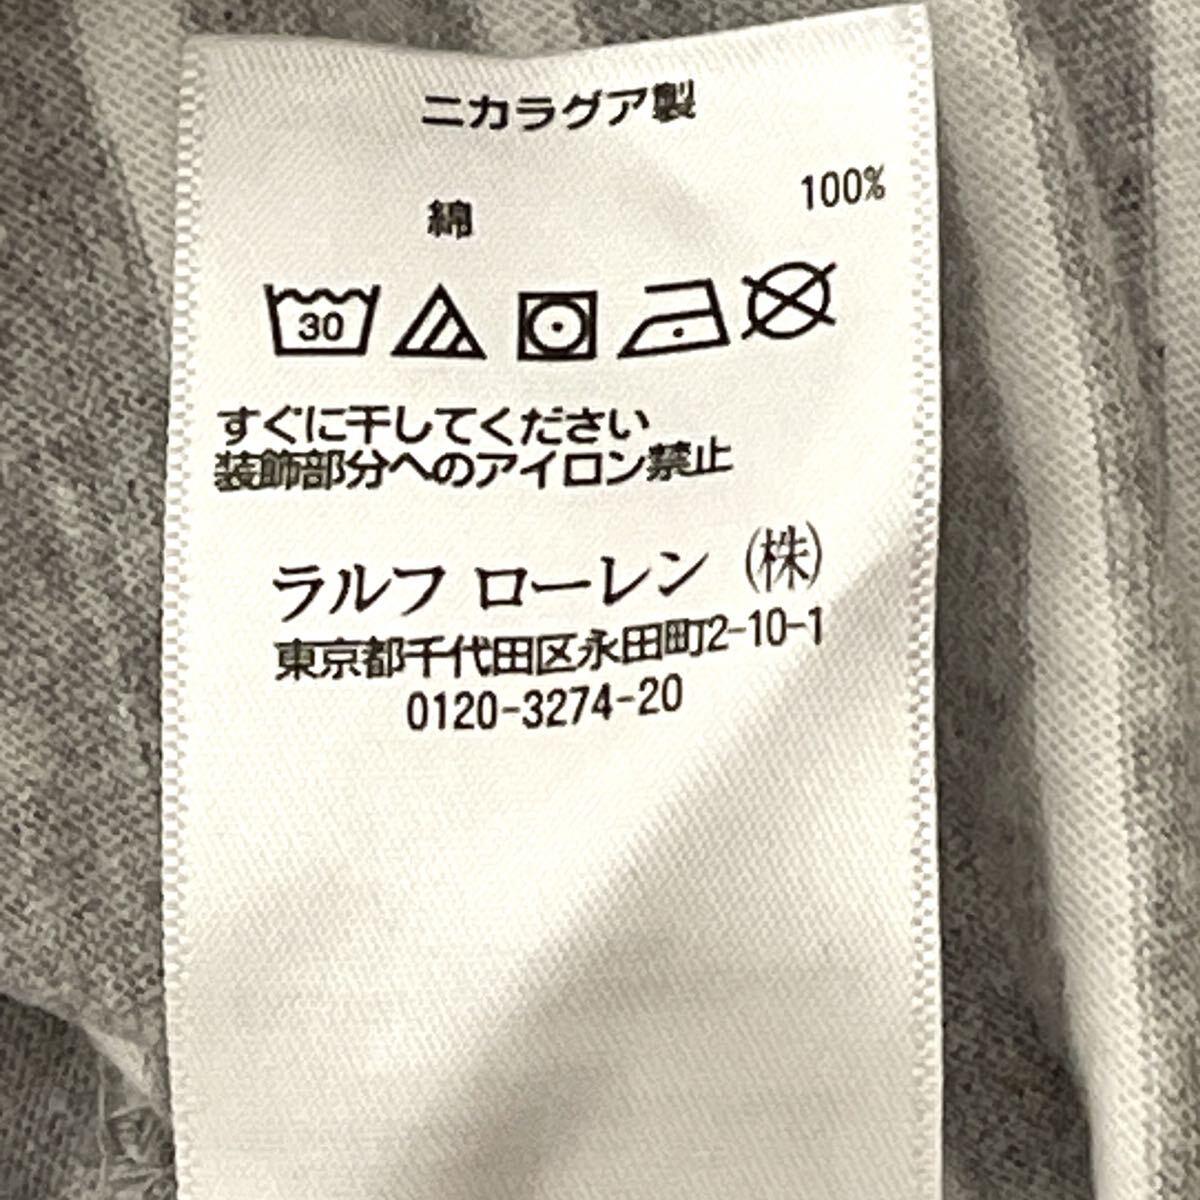 ニカラグア製
綿 100%
30
すぐに干してください
装飾部分へのアイロン禁止
ラルフ ローレン (株)
東京都千代田区永田町2-10-1
0120-3274-20